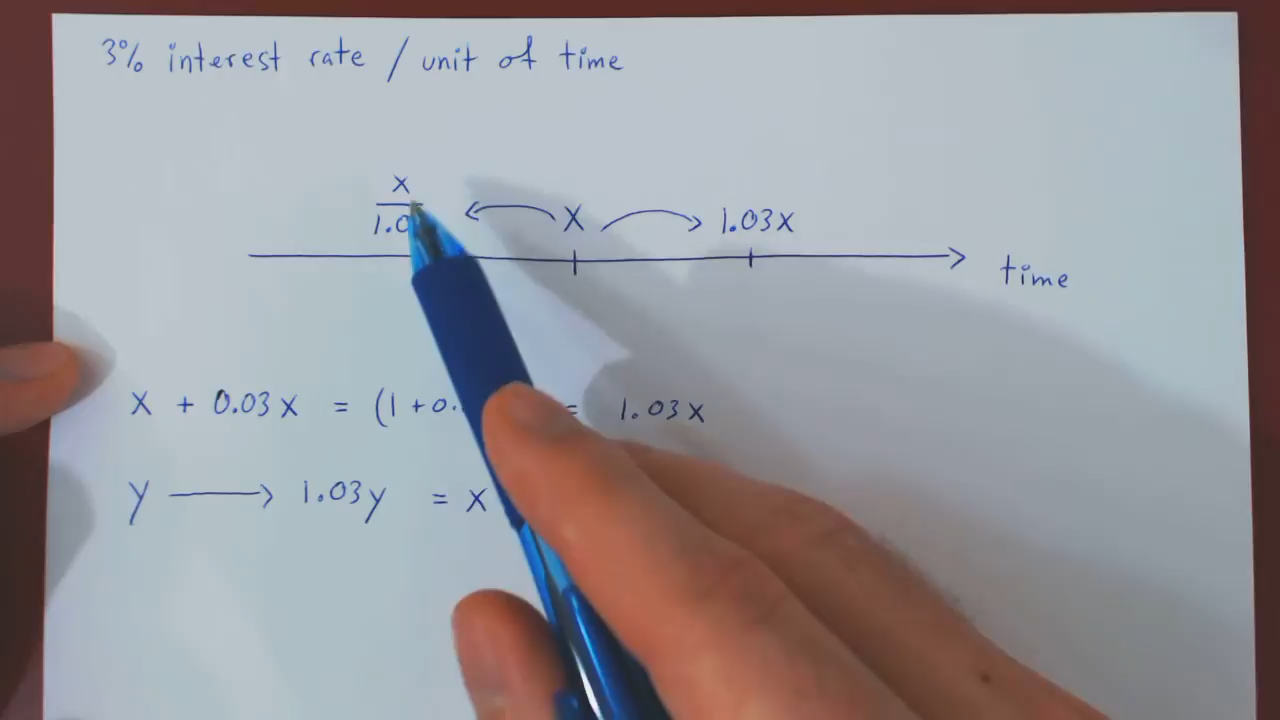 3% interest rate / unit of time
x
1.0
x
1.03x
time
x + 0.03x = (1 + 0. = 1.03x
y → 1.03y = x